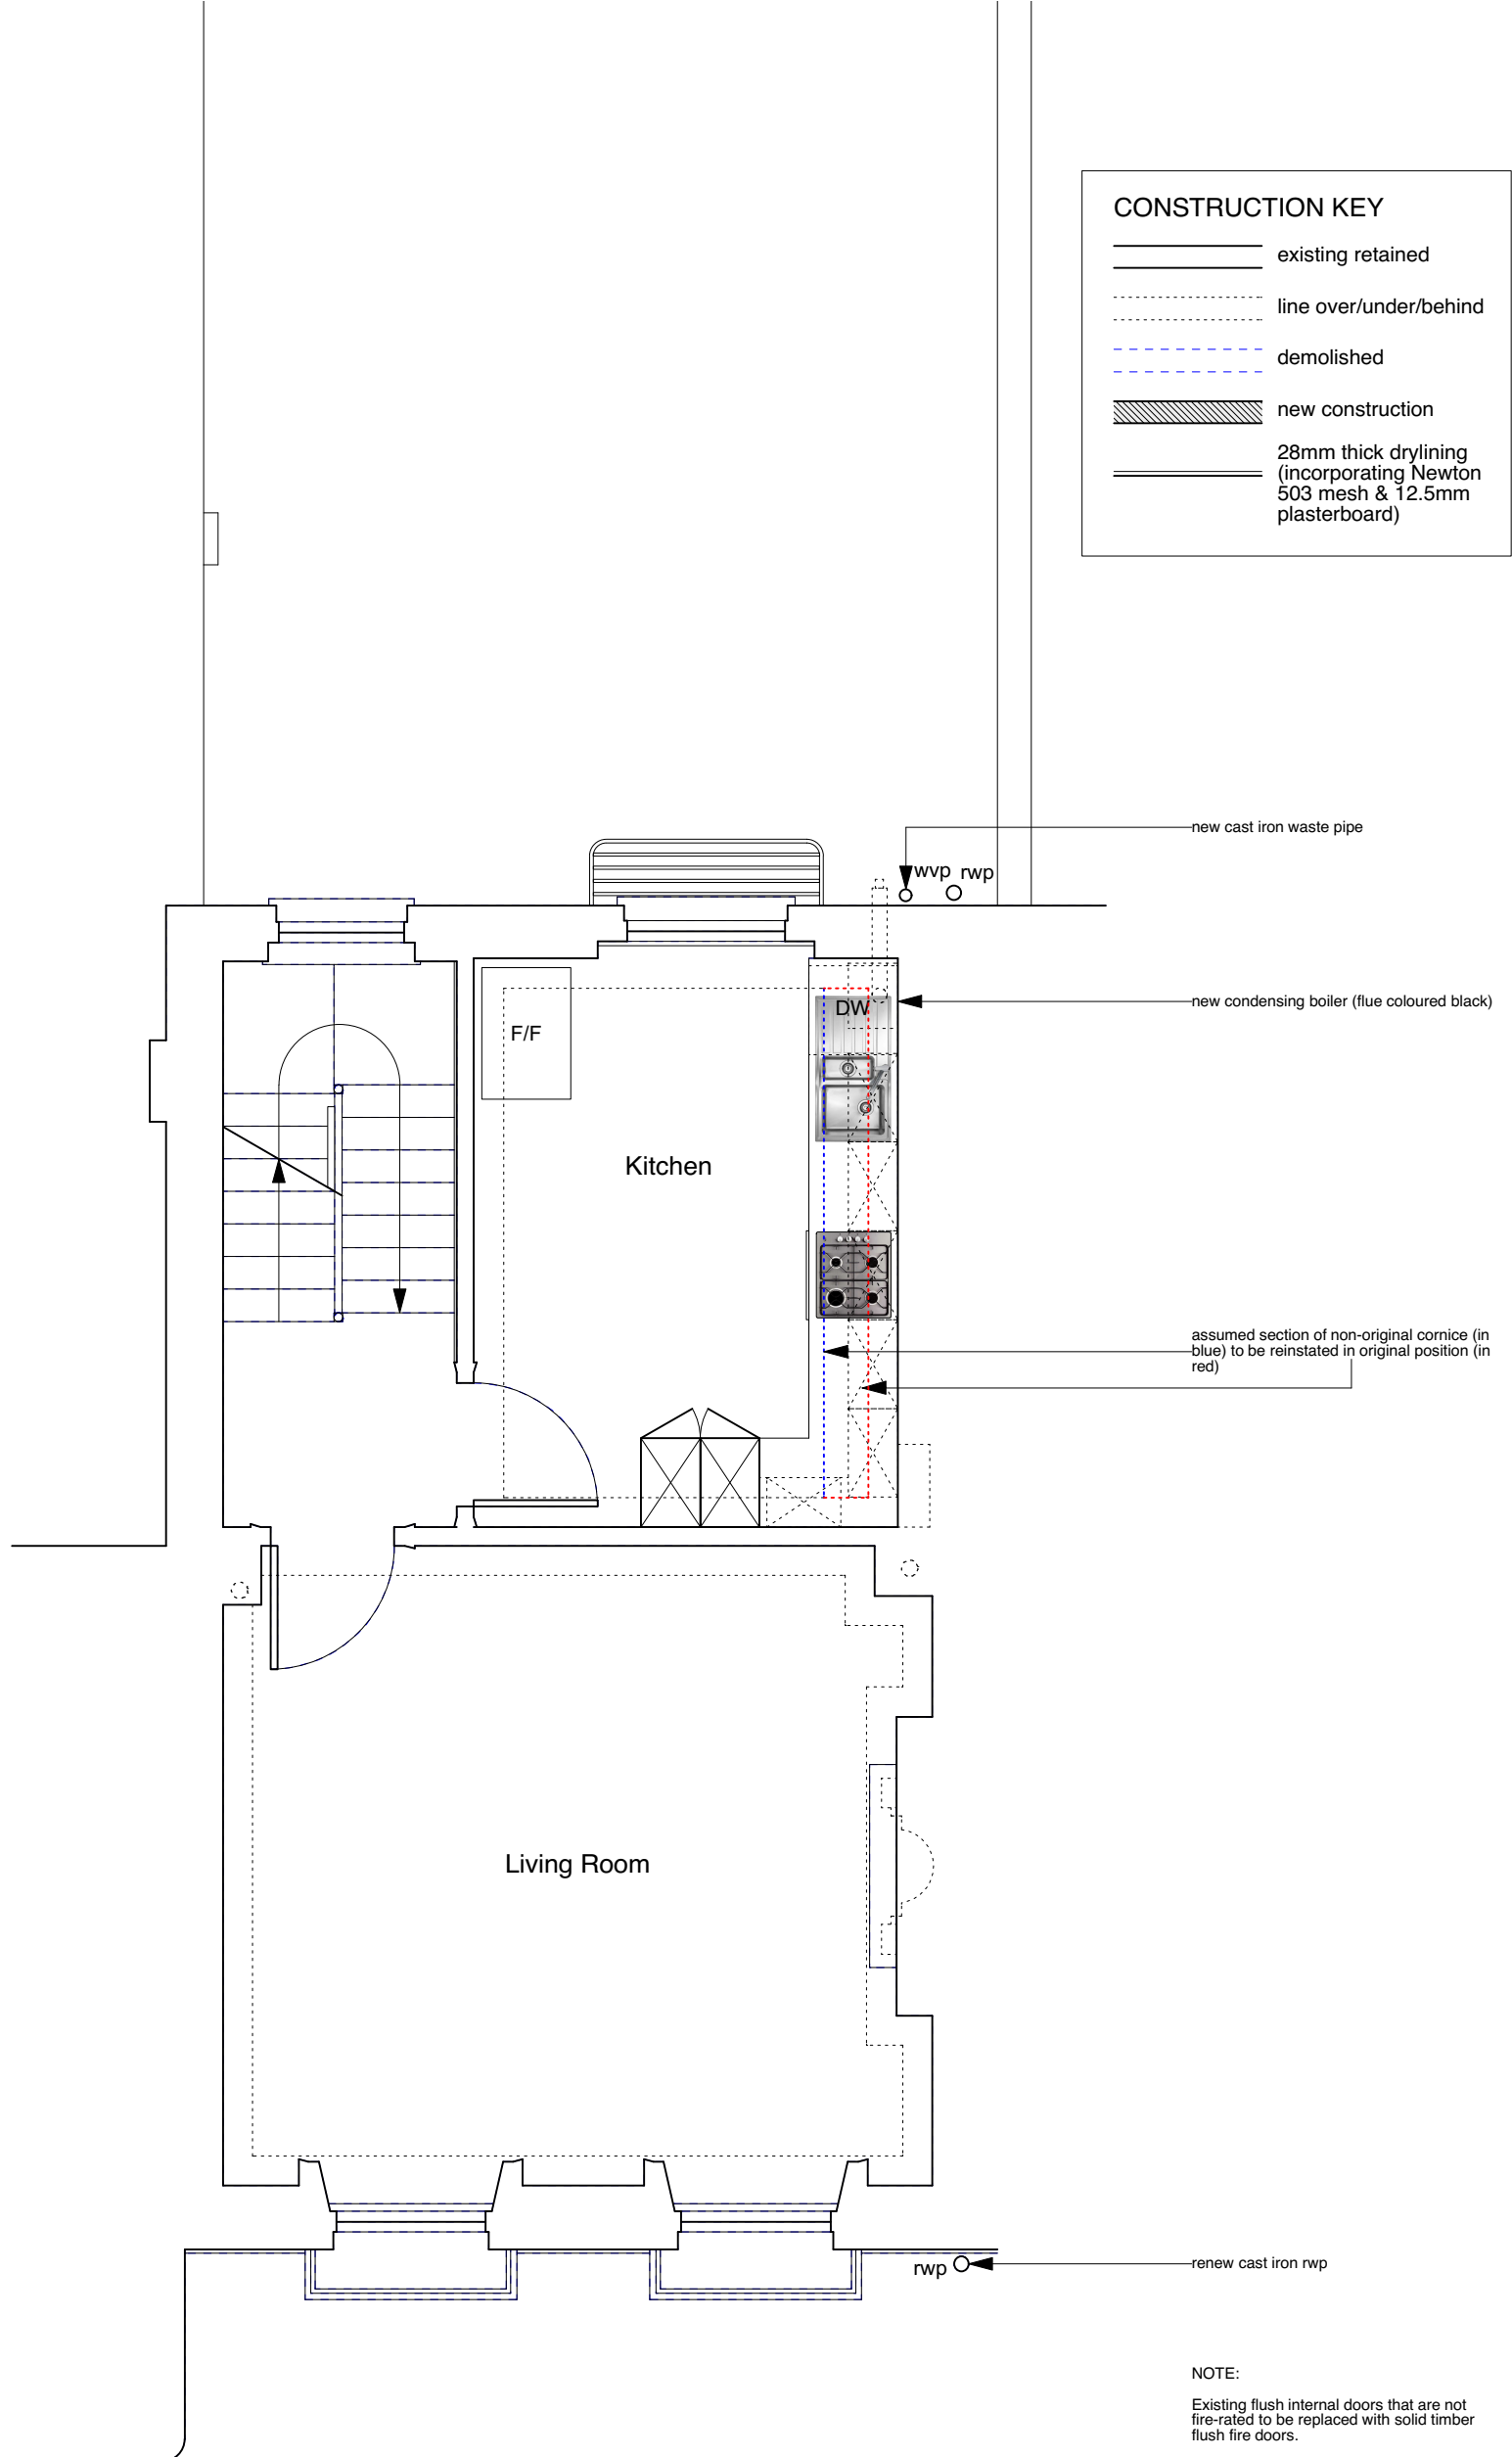 CONSTRUCTION KEY
existing retained
line over/under/behind
demolished
new construction
28mm thick drylining
(incorporating Newton
503 mesh & 12.5mm
plasterboard)
new cast iron waste pipe
wvp
rwp
new condensing boiler (flue coloured black)
DW
F/F
Kitchen
assumed section of non-original cornice (in
blue) to be reinstated in original position (in
red)
Living Room
rwp
renew cast iron rwp
NOTE:
Existing flush internal doors that are not
fire-rated to be replaced with solid timber
flush fire doors.